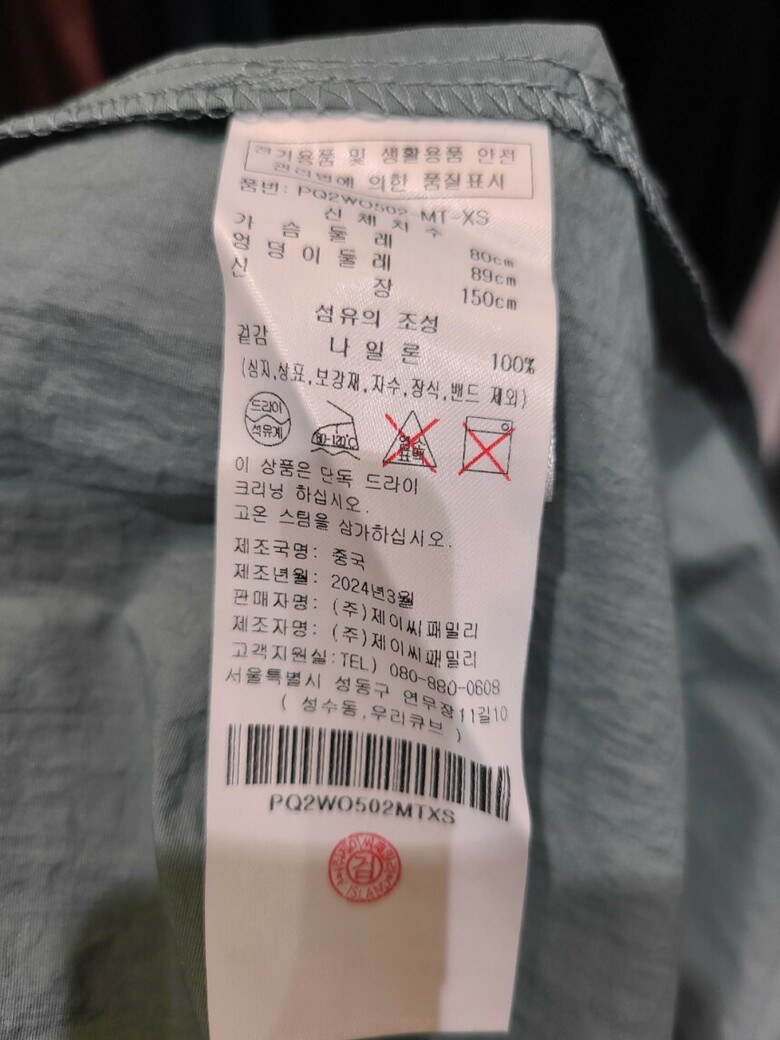 전기용품 및 생활용품 안전
관리법에 의한 품질표시
품번: PQ2WO502-MT-XS
신 체 치 수
가 슴 둘 레 80cm
엉 덩 이 둘 레 89cm
신 장 150cm
섬유의 조성
겉감 나 일 론 100%
(심지,상표,보강재,자수,장식,밴드 제외)
드라이
석유계
80-120℃
염소
표백
이 상품은 단독 드라이
크리닝 하십시오.
고온 스팀을 삼가하십시오.
제조국명: 중국
제조년월: 2024년3월
판매자명: (주)제이씨패밀리
제조자명: (주)제이씨패밀리
고객지원실:TEL) 080-880-0608
서울특별시 성동구 연무장11길10
( 성수동,우리큐브 )
PQ2WO502MTXS
검
ISLAND